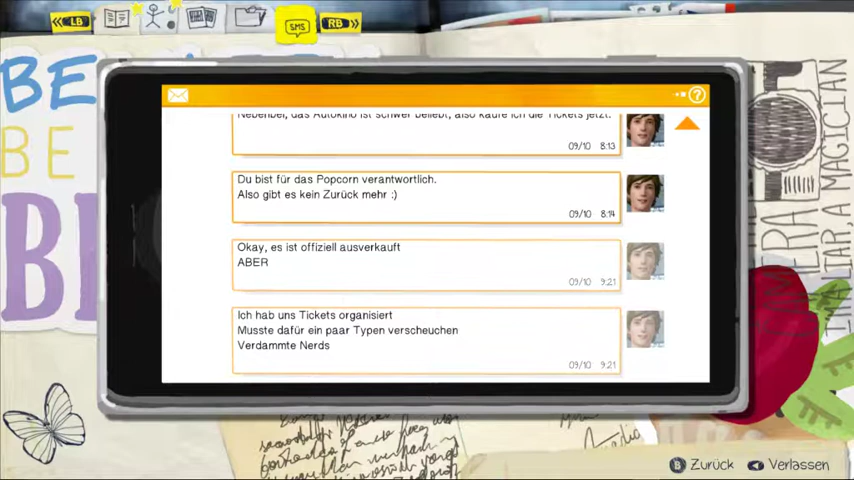 LB
SMS
RB
BE
BE
Nebenbei, das Autokino ist schwer beliebt, also kaufe ich die Tickets jetzt.
09/10 8:13
Du bist für das Popcorn verantwortlich.
Also gibt es kein Zurück mehr :)
09/10 8:14
Okay, es ist offiziell ausverkauft
ABER
09/10 9:21
Ich hab uns Tickets organisiert
Musste dafür ein paar Typen verscheuchen
Verdammte Nerds
09/10 9:21
?
B Zurück
Verlassen